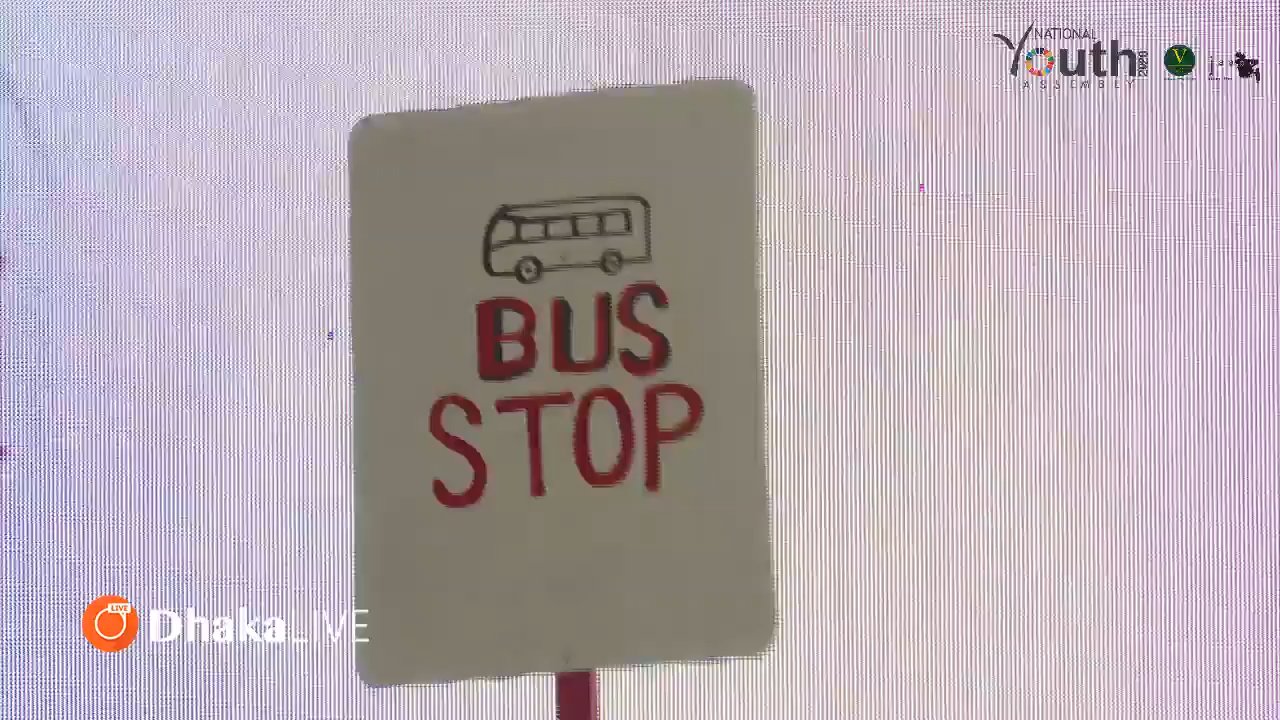 NATIONAL
Youth 2020
ASSEMBLY
V
BUS
STOP
LIVE
DhakaLIVE